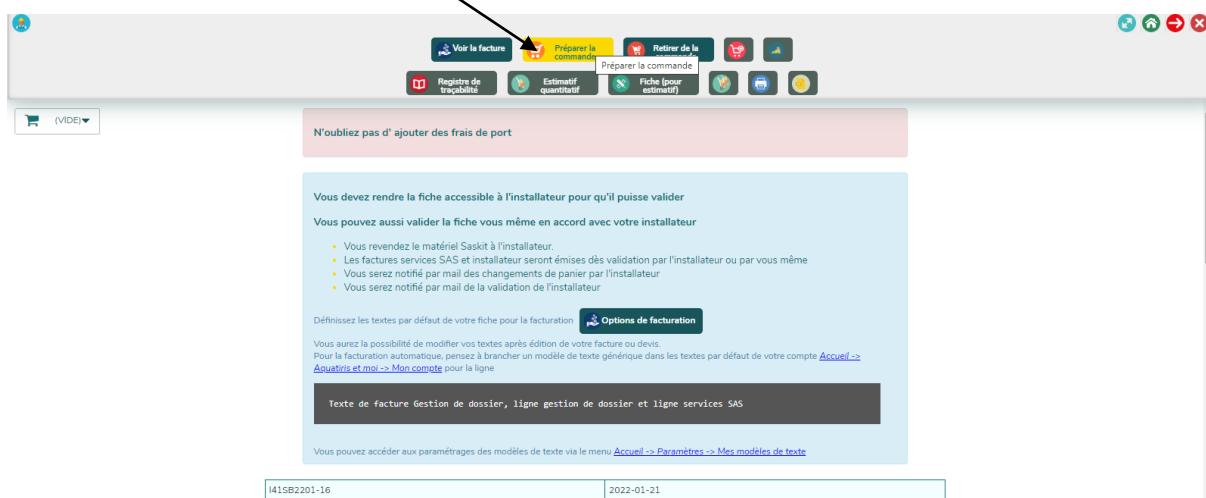 Voir la facture
Préparer la commande
Retirer de la commande
Préparer la commande
Registre de traçabilité
Estimatif quantitatif
Fiche (pour estimatif)
(VIDE)
N'oubliez pas d' ajouter des frais de port
Vous devez rendre la fiche accessible à l'installateur pour qu'il puisse valider
Vous pouvez aussi valider la fiche vous même en accord avec votre installateur
Vous revendez le matériel Saskit à l'installateur.
Les factures services SAS et installateur seront émises dès validation par l'installateur ou par vous même
Vous serez notifié par mail des changements de panier par l'installateur
Vous serez notifié par mail de la validation de l'installateur
Définissez les textes par défaut de votre fiche pour la facturation Options de facturation
Vous aurez la possibilité de modifier vos textes après édition de votre facture ou devis.
Pour la facturation automatique, pensez à brancher un modèle de texte générique dans les textes par défaut de votre compte Accueil ->
Aquatiris et moi -> Mon compte pour la ligne
Texte de facture Gestion de dossier, ligne gestion de dossier et ligne services SAS
Vous pouvez accéder aux paramétrages des modèles de texte via le menu Accueil -> Paramètres -> Mes modèles de texte
I41SB2201-16 2022-01-21